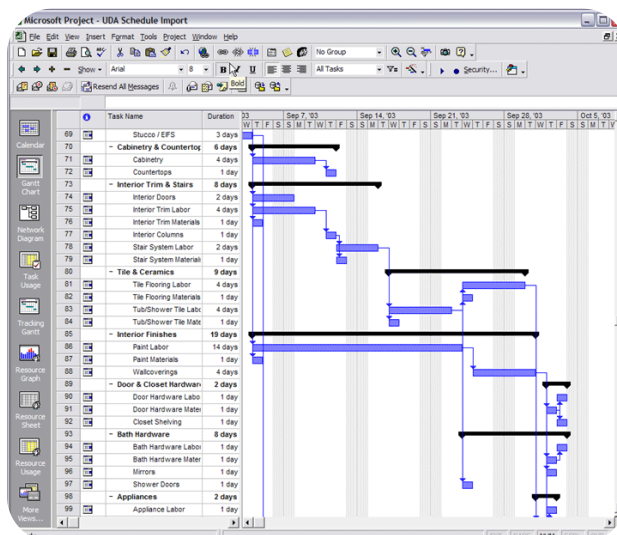 Microsoft Project - UDA Schedule Import
File Edit View Insert Format Tools Project Window Help
No Group
Show Arial 8 B I U All Tasks Security...
Resend All Messages Bold
Task Name Duration 03 Sep 7, '03 Sep 14, '03 Sep 21, '03 Sep 28, '03 Oct 5, '03
W T F S S M T W T F S S M T W T F S S M T W T F S S M T W T F S S M T W
Calendar
Gantt Chart
Network Diagram
Task Usage
Tracking Gantt
Resource Graph
Resource Sheet
Resource Usage
More Views...
69 Stucco / EIFS 3 days
70 - Cabinetry & Countertop 6 days
71 Cabinetry 4 days
72 Countertops 1 day
73 - Interior Trim & Stairs 8 days
74 Interior Doors 2 days
75 Interior Trim Labor 4 days
76 Interior Trim Materials 1 day
77 Interior Columns 1 day
78 Stair System Labor 2 days
79 Stair System Material 1 day
80 - Tile & Ceramics 9 days
81 Tile Flooring Labor 4 days
82 Tile Flooring Materials 1 day
83 Tub/Shower Tile Labo 4 days
84 Tub/Shower Tile Mate 1 day
85 - Interior Finishes 19 days
86 Paint Labor 14 days
87 Paint Materials 1 day
88 Wallcoverings 4 days
89 - Door & Closet Hardware 2 days
90 Door Hardware Labo 1 day
91 Door Hardware Mater 1 day
92 Closet Shelving 1 day
93 - Bath Hardware 8 days
94 Bath Hardware Labor 1 day
95 Bath Hardware Mater 1 day
96 Mirrors 1 day
97 Shower Doors 1 day
98 - Appliances 2 days
99 Appliance Labor 1 day